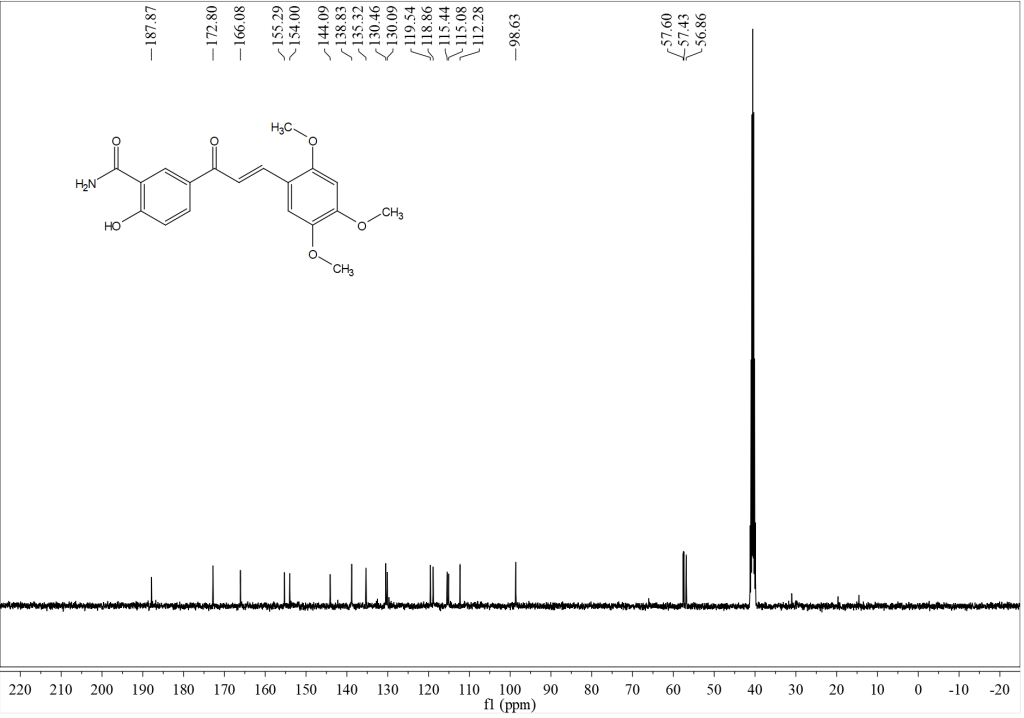 187.87
172.80
166.08
155.29
154.00
144.09
138.83
135.32
130.46
130.09
119.54
118.86
115.44
115.08
112.28
98.63
57.60
57.43
56.86
H3C
O
O
O
H2N
HO
O
CH3
O
CH3
220 210 200 190 180 170 160 150 140 130 120 110 100 90 80 70 60 50 40 30 20 10 0 -10 -20
f1 (ppm)